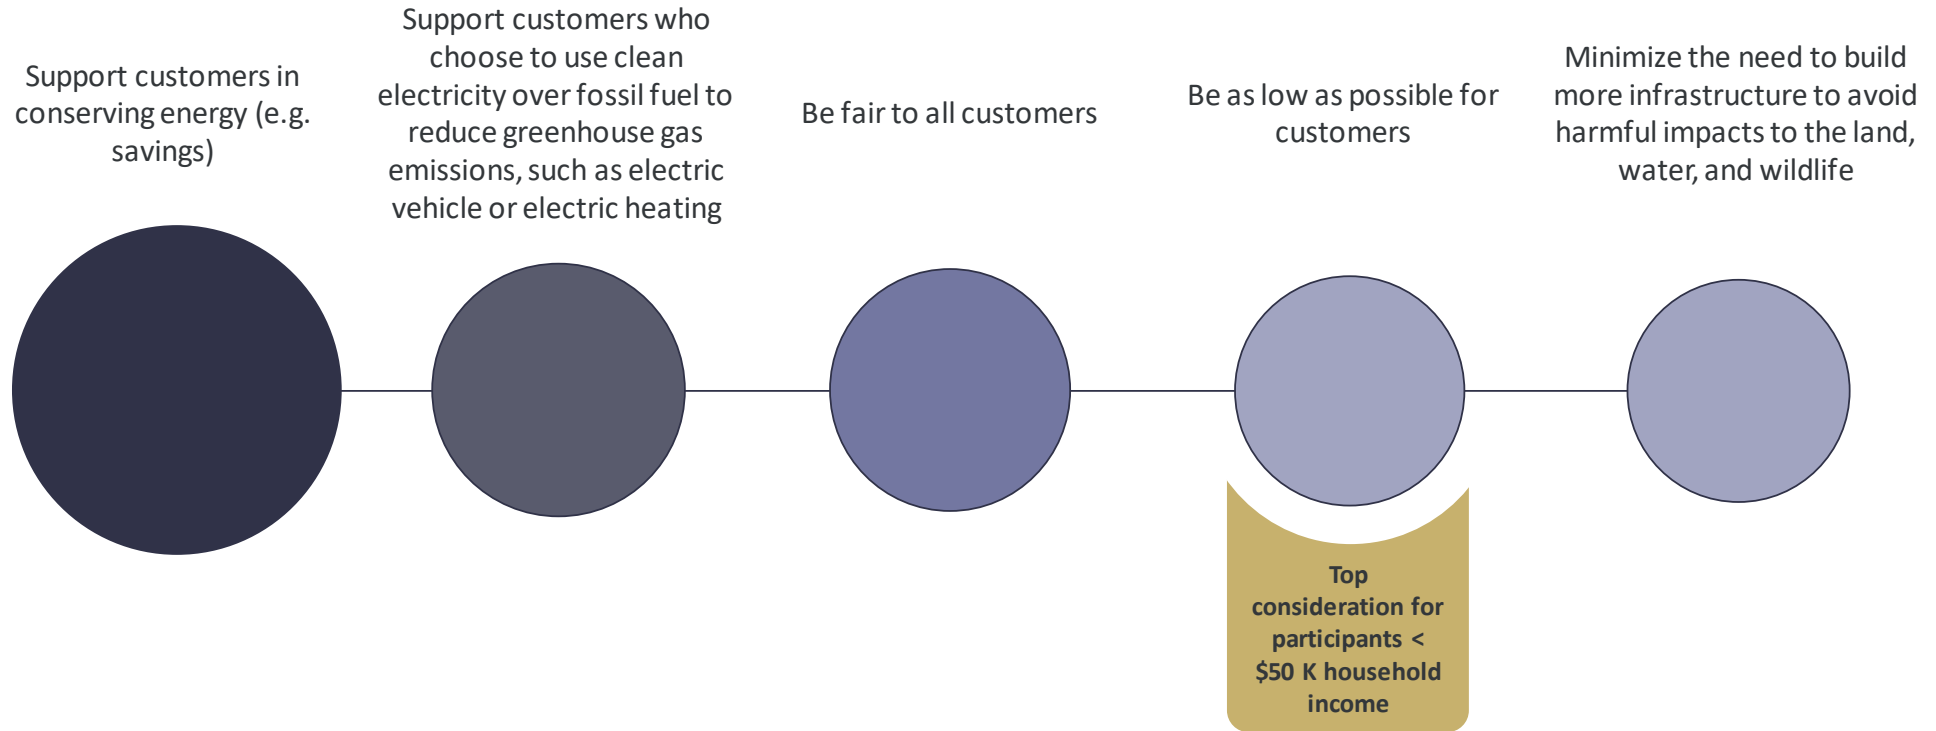 Support customers in
conserving energy (e.g.
savings)
Support customers who
choose to use clean
electricity over fossil fuel to
reduce greenhouse gas
emissions, such as electric
vehicle or electric heating
Be fair to all customers
Be as low as possible for
customers
Minimize the need to build
more infrastructure to avoid
harmful impacts to the land,
water, and wildlife
Top
consideration for
participants <
$50 K household
income